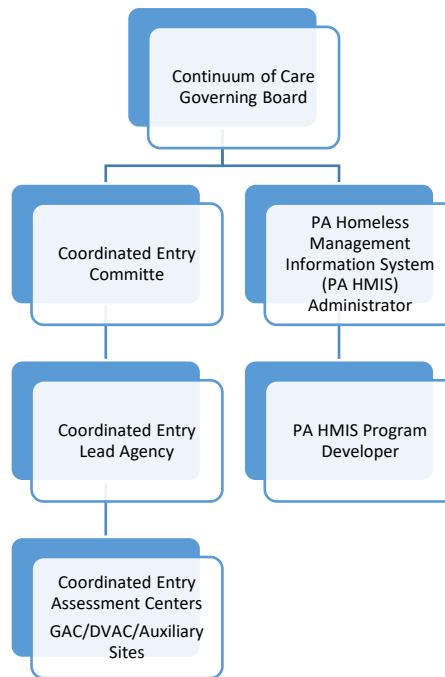 Continuum of Care
Governing Board
Coordinated Entry
Committe
PA Homeless
Management
Information System
(PA HMIS)
Administrator
Coordinated Entry
Lead Agency
PA HMIS Program
Developer
Coordinated Entry
Assessment Centers
GAC/DVAC/Auxiliary
Sites